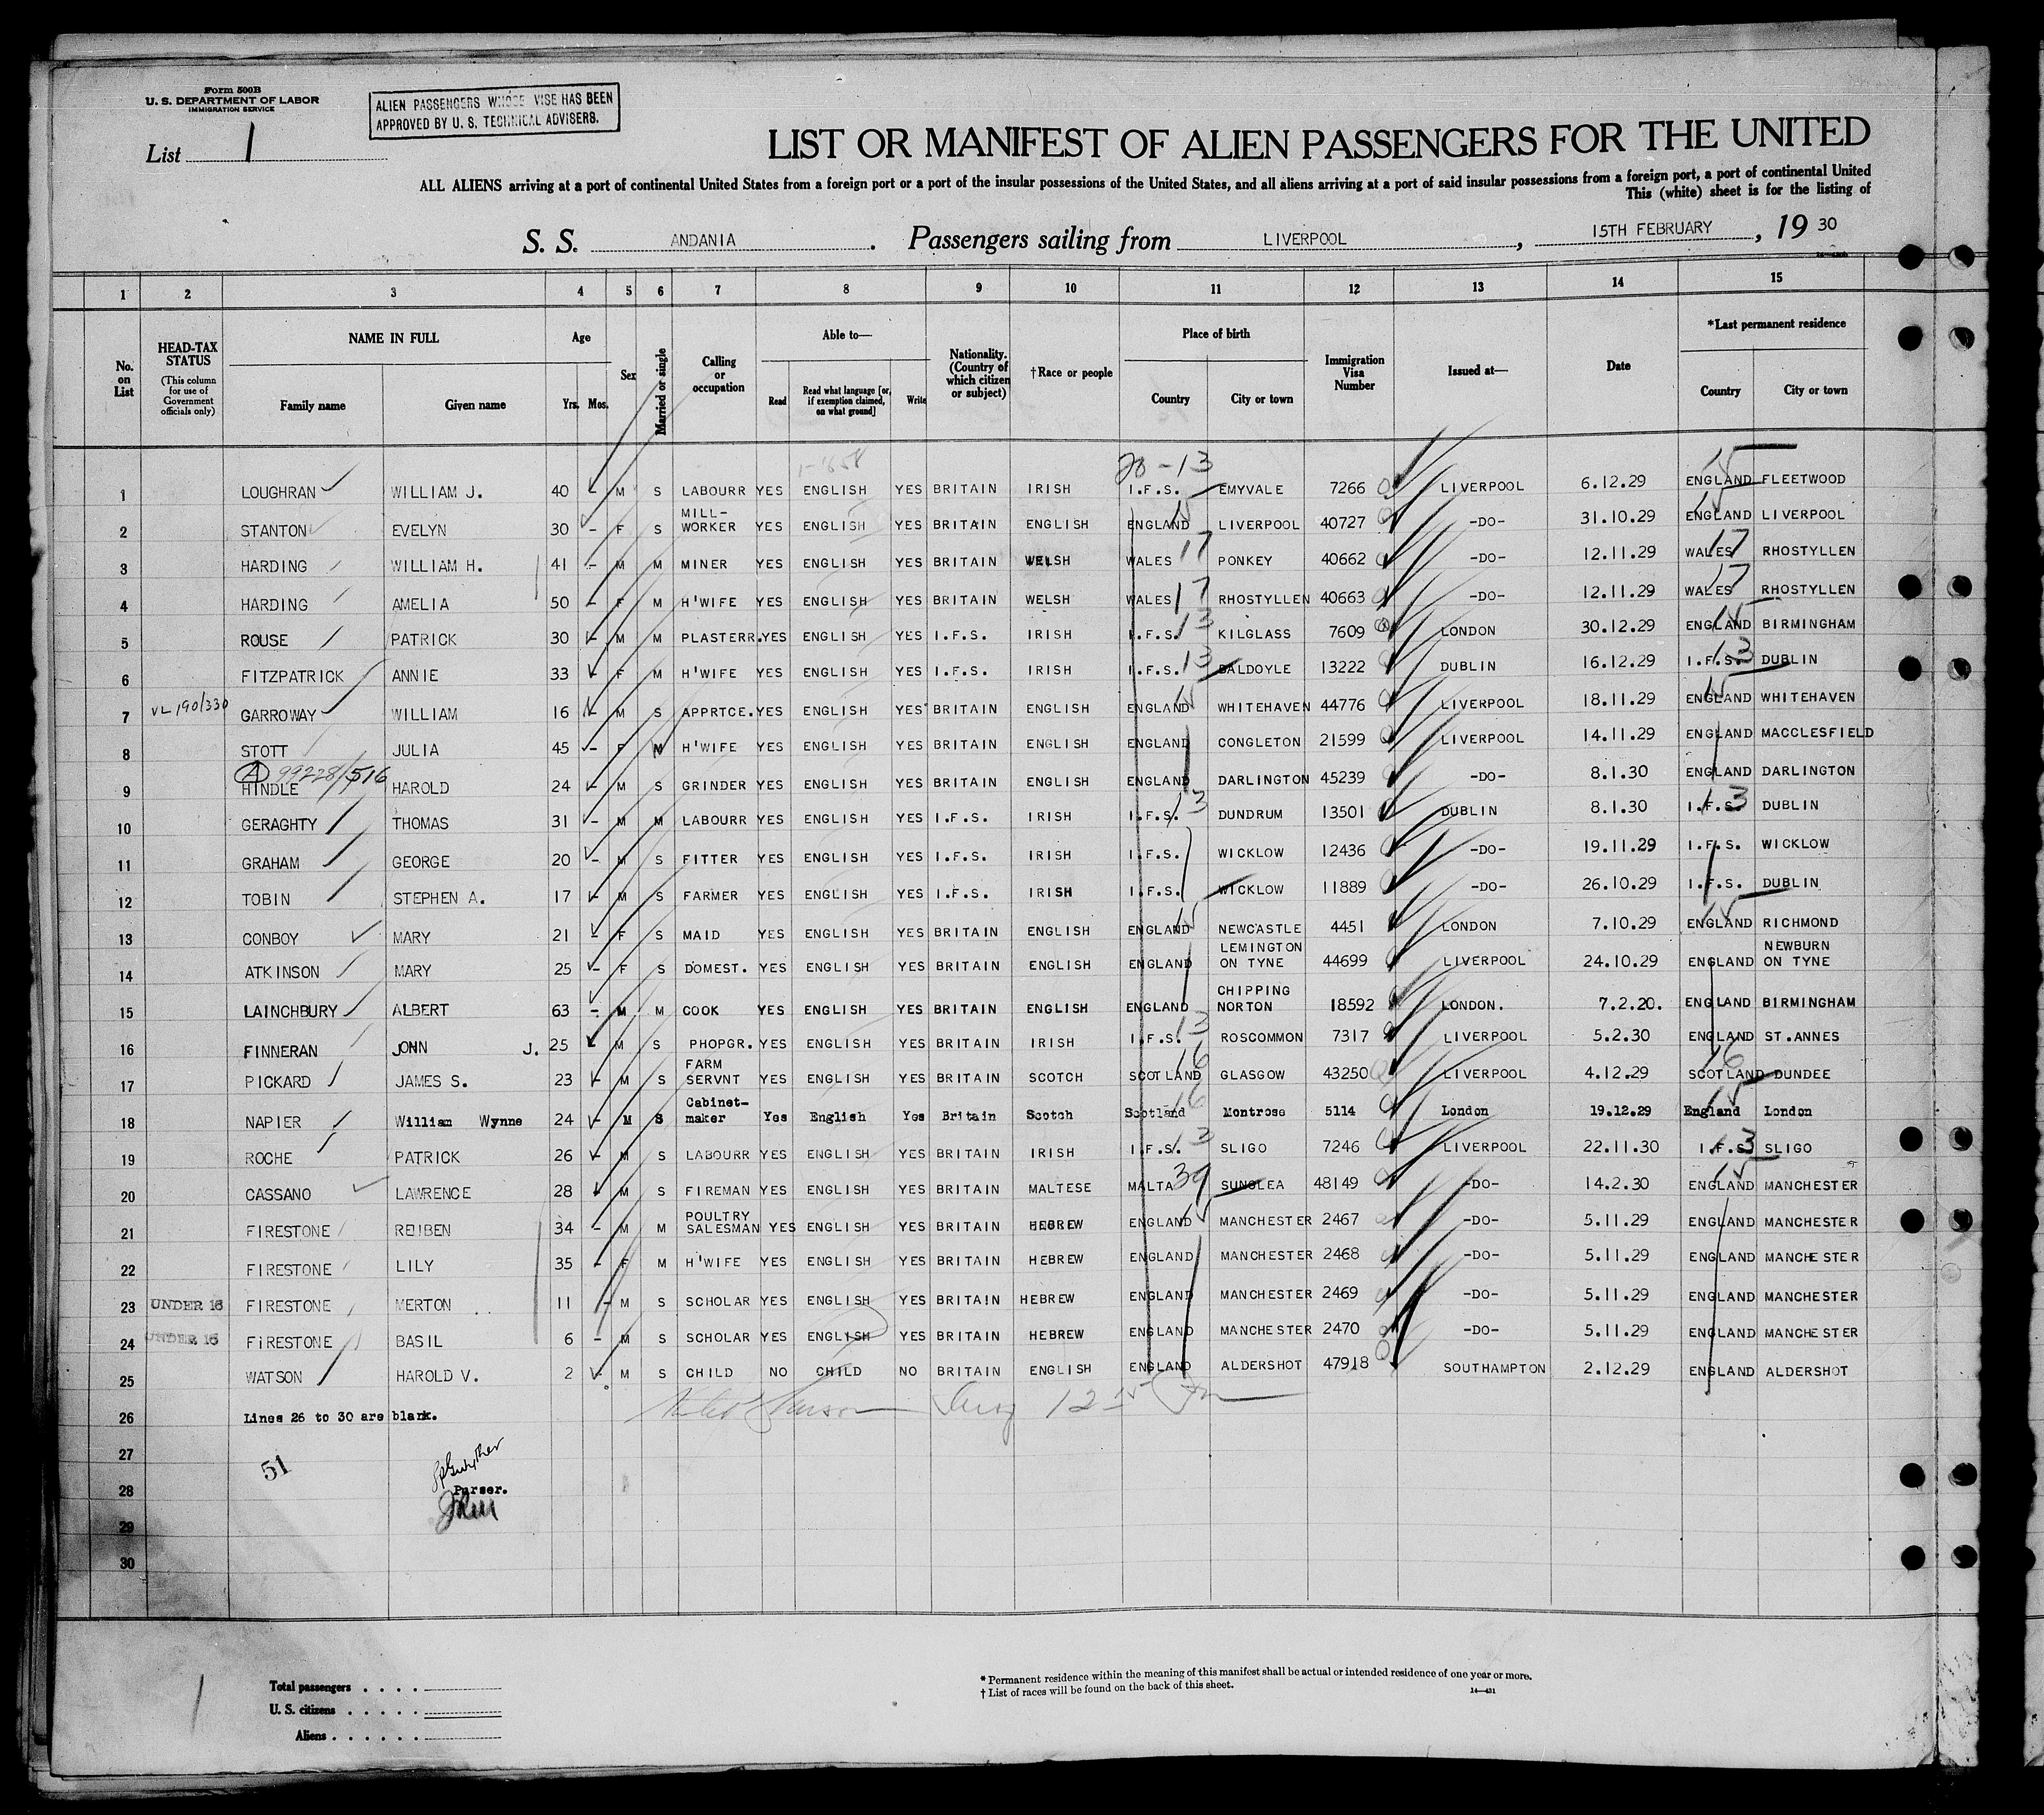 Form 500B
U. S. DEPARTMENT OF LABOR
IMMIGRATION SERVICE
ALIEN PASSENGERS WHOSE VISE HAS BEEN
APPROVED BY U. S. TECHNICAL ADVISERS.
List 1
LIST OR MANIFEST OF ALIEN PASSENGERS FOR THE UNITED
ALL ALIENS arriving at a port of continental United States from a foreign port or a port of the insular possessions of the United States, and all aliens arriving at a port of said insular possessions from a foreign port, a port of continental United
This (white) sheet is for the listing of
S. S. ANDANIA . Passengers sailing from LIVERPOOL , 15TH FEBRUARY , 19 30
1 2 3 4 5 6 7 8 9 10 11 12 13 14 15
No. on List
HEAD-TAX STATUS (This column for use of Government officials only)
NAME IN FULL Family name Given name
Age Yrs. Mos.
Sex
Married or single
Calling or occupation
Able to— Read Read what language [or, if exemption claimed, on what ground] Write
Nationality. (Country of which citizen or subject)
†Race or people
Place of birth Country City or town
Immigration Visa Number
Issued at—
Date
*Last permanent residence Country City or town
20-13
1 LOUGHRAN WILLIAM J. 40 - M S LABOURR YES ENGLISH YES BRITAIN IRISH I.F.S. EMYVALE 7266 LIVERPOOL 6.12.29 ENGLAND 15 FLEETWOOD
2 STANTON EVELYN 30 - F S MILL-WORKER YES ENGLISH YES BRITAIN ENGLISH ENGLAND 15 LIVERPOOL 40727 -DO- 31.10.29 ENGLAND 15 LIVERPOOL
3 HARDING WILLIAM H. 41 - M M MINER YES ENGLISH YES BRITAIN WELSH WALES 17 PONKEY 40662 -DO- 12.11.29 WALES 17 RHOSTYLLEN
4 HARDING AMELIA 50 - F M H'WIFE YES ENGLISH YES BRITAIN WELSH WALES 17 RHOSTYLLEN 40663 -DO- 12.11.29 WALES 17 RHOSTYLLEN
5 ROUSE PATRICK 30 - M M PLASTERR. YES ENGLISH YES I.F.S. IRISH I.F.S. 13 KILGLASS 7609 LONDON 30.12.29 ENGLAND 15 BIRMINGHAM
6 FITZPATRICK ANNIE 33 - F M H'WIFE YES ENGLISH YES I.F.S. IRISH I.F.S. 13 BALDOYLE 13222 DUBLIN 16.12.29 I.F.S. 13 DUBLIN
7 VL 190/330 GARROWAY WILLIAM 16 - M S APPRTCE. YES ENGLISH YES BRITAIN ENGLISH ENGLAND 15 WHITEHAVEN 44776 LIVERPOOL 18.11.29 ENGLAND 15 WHITEHAVEN
8 STOTT JULIA 45 - F M H'WIFE YES ENGLISH YES BRITAIN ENGLISH ENGLAND CONGLETON 21599 LIVERPOOL 14.11.29 ENGLAND MACCLESFIELD
A 99228/516
9 HINDLE HAROLD 24 - M S GRINDER YES ENGLISH YES BRITAIN ENGLISH ENGLAND DARLINGTON 45239 -DO- 8.1.30 ENGLAND DARLINGTON
10 GERAGHTY THOMAS 31 - M M LABOURR YES ENGLISH YES I.F.S. IRISH I.F.S. 13 DUNDRUM 13501 DUBLIN 8.1.30 I.F.S. 13 DUBLIN
11 GRAHAM GEORGE 20 - M S FITTER YES ENGLISH YES I.F.S. IRISH I.F.S. WICKLOW 12436 -DO- 19.11.29 I.F.S. WICKLOW
12 TOBIN STEPHEN A. 17 - M S FARMER YES ENGLISH YES I.F.S. IRISH I.F.S. WICKLOW 11889 -DO- 26.10.29 I.F.S. DUBLIN
13 CONBOY MARY 21 - F S MAID YES ENGLISH YES BRITAIN ENGLISH ENGLAND 15 NEWCASTLE 4451 LONDON 7.10.29 ENGLAND 15 RICHMOND
14 ATKINSON MARY 25 - F S DOMEST. YES ENGLISH YES BRITAIN ENGLISH ENGLAND LEMINGTON ON TYNE 44699 LIVERPOOL 24.10.29 ENGLAND NEWBURN ON TYNE
15 LAINCHBURY ALBERT 63 - M M COOK YES ENGLISH YES BRITAIN ENGLISH ENGLAND CHIPPING NORTON 18592 LONDON. 7.2.20. ENGLAND BIRMINGHAM
16 FINNERAN JOHN J. 25 - M S PHOPGR. YES ENGLISH YES BRITAIN IRISH I.F.S. 13 ROSCOMMON 7317 LIVERPOOL 5.2.30 ENGLAND ST.ANNES
17 PICKARD JAMES S. 23 - M S FARM SERVNT YES ENGLISH YES BRITAIN SCOTCH SCOTLAND 16 GLASGOW 43250 LIVERPOOL 4.12.29 SCOTLAND 16 DUNDEE
18 NAPIER William Wynne 24 - M S Cabinet-maker Yes English Yes Britain Scotch Scotland 16 Montrose 5114 London 19.12.29 England 15 London
19 ROCHE PATRICK 26 - M S LABOURR YES ENGLISH YES BRITAIN IRISH I.F.S. 13 SLIGO 7246 LIVERPOOL 22.11.30 I.F.S. 13 SLIGO
20 CASSANO LAWRENCE 28 - M S FIREMAN YES ENGLISH YES BRITAIN MALTESE MALTA 39 SUNGLEA 48149 -DO- 14.2.30 ENGLAND 15 MANCHESTER
21 FIRESTONE REUBEN 34 - M M POULTRY SALESMAN YES ENGLISH YES BRITAIN HEBREW ENGLAND 15 MANCHESTER 2467 -DO- 5.11.29 ENGLAND MANCHESTER
22 FIRESTONE LILY 35 - F M H'WIFE YES ENGLISH YES BRITAIN HEBREW ENGLAND MANCHESTER 2468 -DO- 5.11.29 ENGLAND MANCHESTER
23 UNDER 16 FIRESTONE MERTON 11 - M S SCHOLAR YES ENGLISH YES BRITAIN HEBREW ENGLAND MANCHESTER 2469 -DO- 5.11.29 ENGLAND MANCHESTER
24 UNDER 16 FIRESTONE BASIL 6 - M S SCHOLAR YES ENGLISH YES BRITAIN HEBREW ENGLAND MANCHESTER 2470 -DO- 5.11.29 ENGLAND MANCHESTER
25 WATSON HAROLD V. 2 - M S CHILD NO CHILD NO BRITAIN ENGLISH ENGLAND ALDERSHOT 47918 SOUTHAMPTON 2.12.29 ENGLAND ALDERSHOT
26 Lines 26 to 30 are blank.
27
51
28 Purser.
29
30
Total passengers
U. S. citizens
Aliens
1
* Permanent residence within the meaning of this manifest shall be actual or intended residence of one year or more.
† List of races will be found on the back of this sheet.
14—431